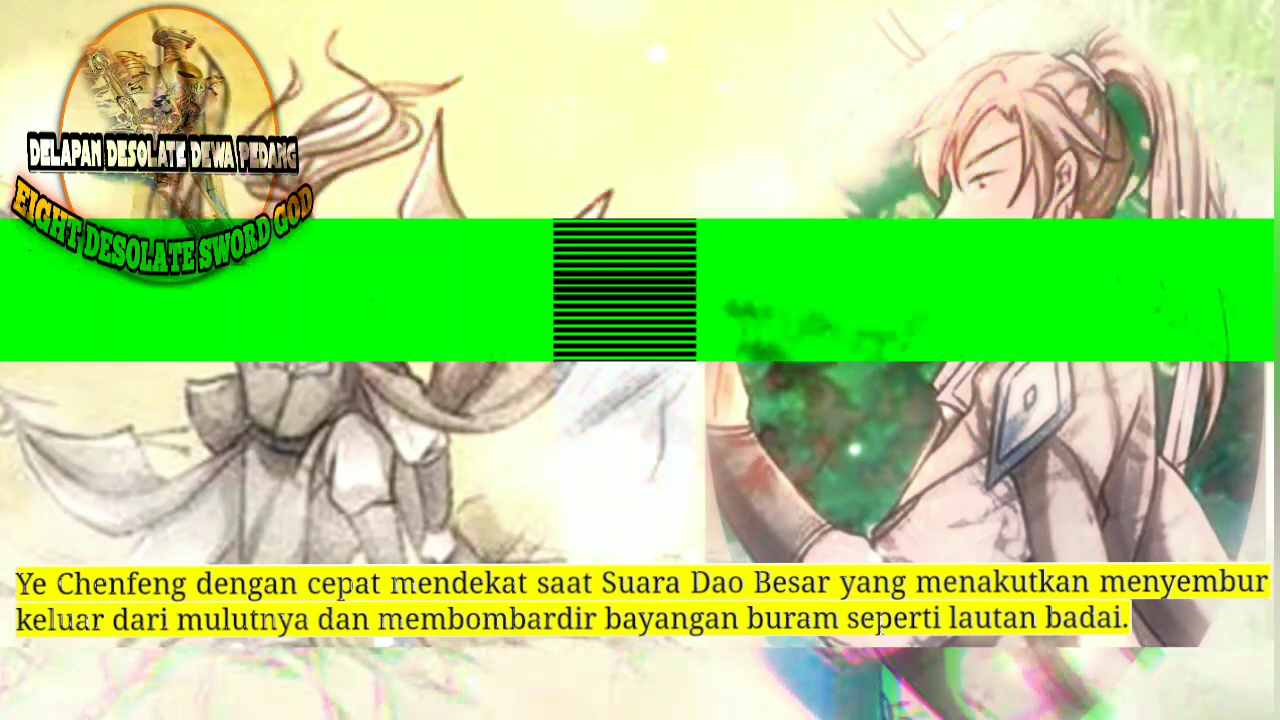 DELAPAN DESOLATE DEWA PEDANG
EIGHT DESOLATE SWORD GOD
Ye Chenfeng dengan cepat mendekat saat Suara Dao Besar yang menakutkan menyembur
keluar dari mulutnya dan membombardir bayangan buram seperti lautan badai.